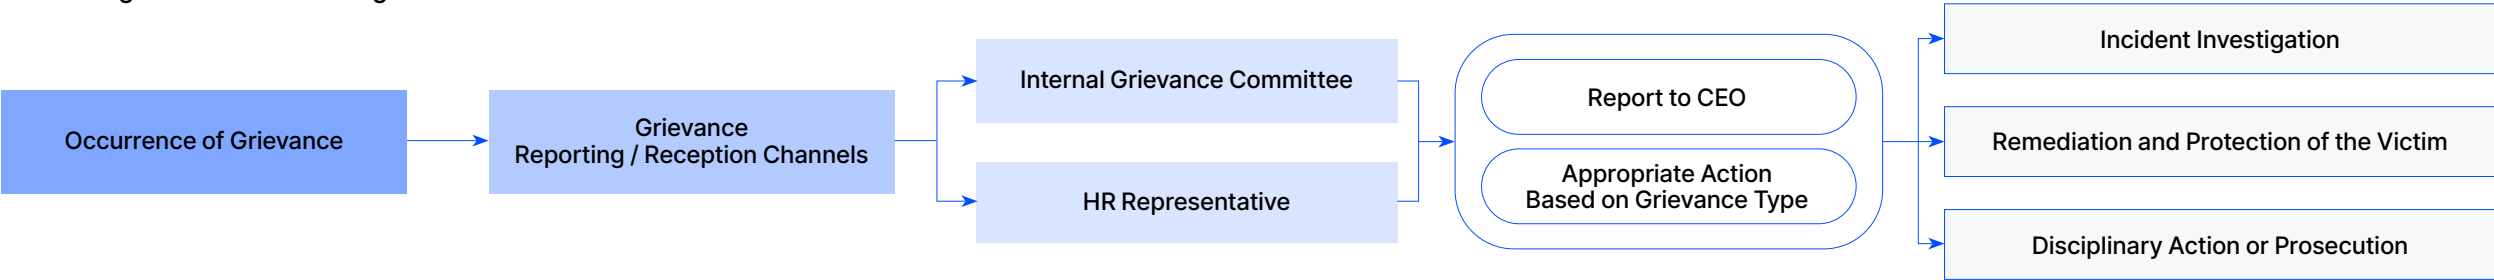 Occurrence of Grievance
Grievance
Reporting / Reception Channels
Internal Grievance Committee
HR Representative
Report to CEO
Appropriate Action
Based on Grievance Type
Incident Investigation
Remediation and Protection of the Victim
Disciplinary Action or Prosecution